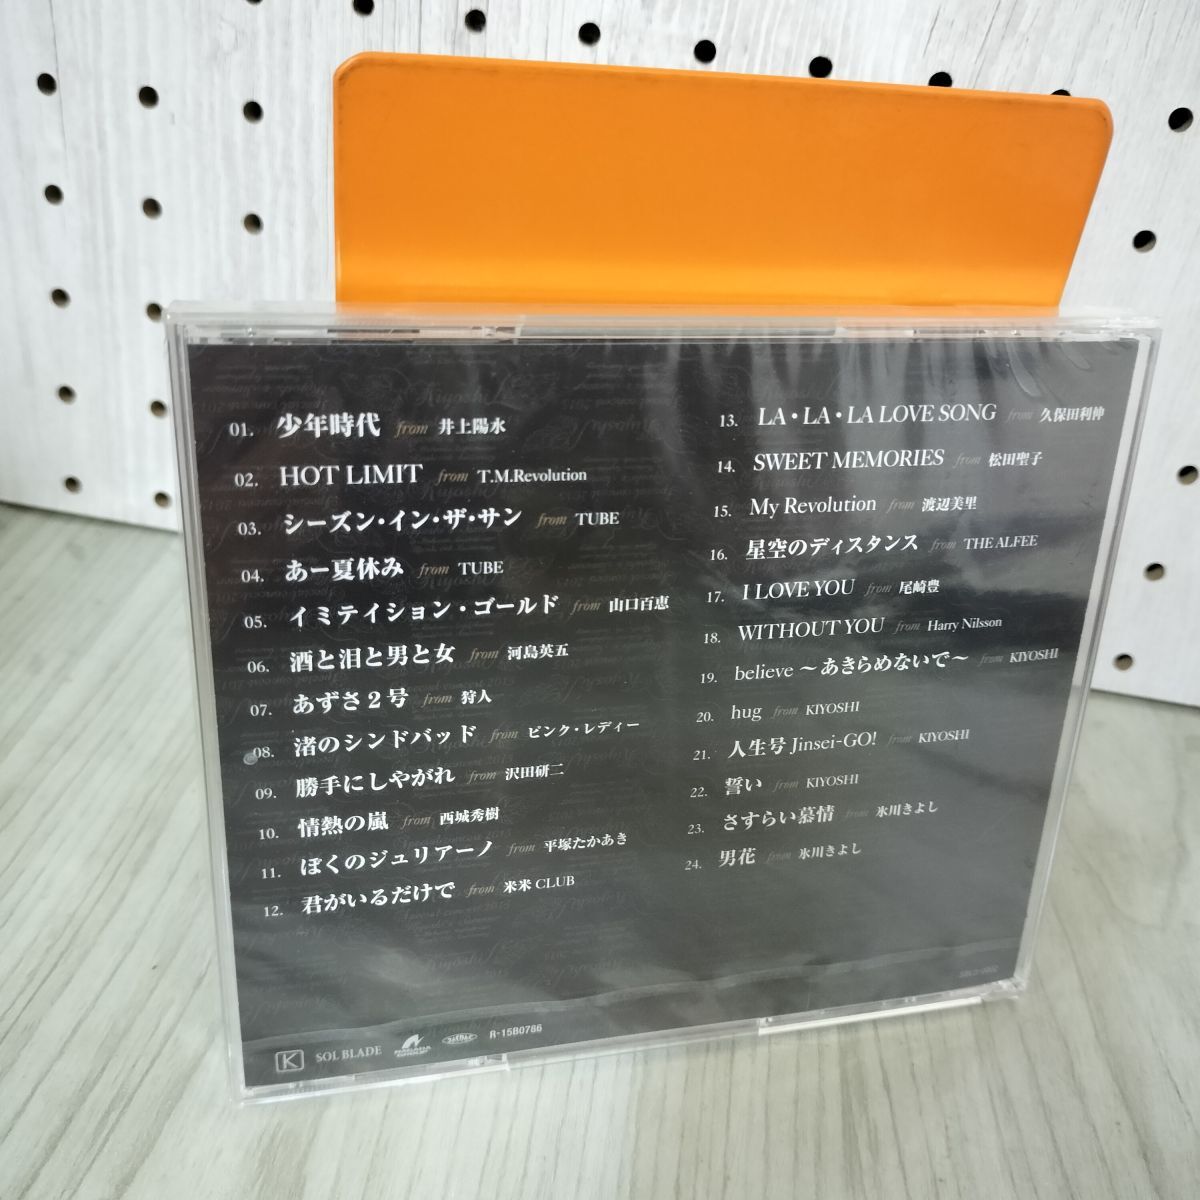 01. 少年時代 from 井上陽水
02. HOT LIMIT from T.M.Revolution
03. シーズン・イン・ザ・サン from TUBE
04. あー夏休み from TUBE
05. イミテイション・ゴールド from 山口百恵
06. 酒と泪と男と女 from 河島英五
07. あずさ2号 from 狩人
08. 渚のシンドバッド from ピンク・レディー
09. 勝手にしやがれ from 沢田研二
10. 情熱の嵐 from 西城秀樹
11. ぼくのジュリアーノ from 平塚たかあき
12. 君がいるだけで from 米米CLUB
13. LA・LA・LA LOVE SONG from 久保田利伸
14. SWEET MEMORIES from 松田聖子
15. My Revolution from 渡辺美里
16. 星空のディスタンス from THE ALFEE
17. I LOVE YOU from 尾崎豊
18. WITHOUT YOU from Harry Nilsson
19. believe ～あきらめないで～ from KIYOSHI
20. hug from KIYOSHI
21. 人生号 Jinsei-GO! from KIYOSHI
22. 誓い from KIYOSHI
23. さすらい慕情 from 氷川きよし
24. 男花 from 氷川きよし
K SOL BLADE JASRAC R-1580766